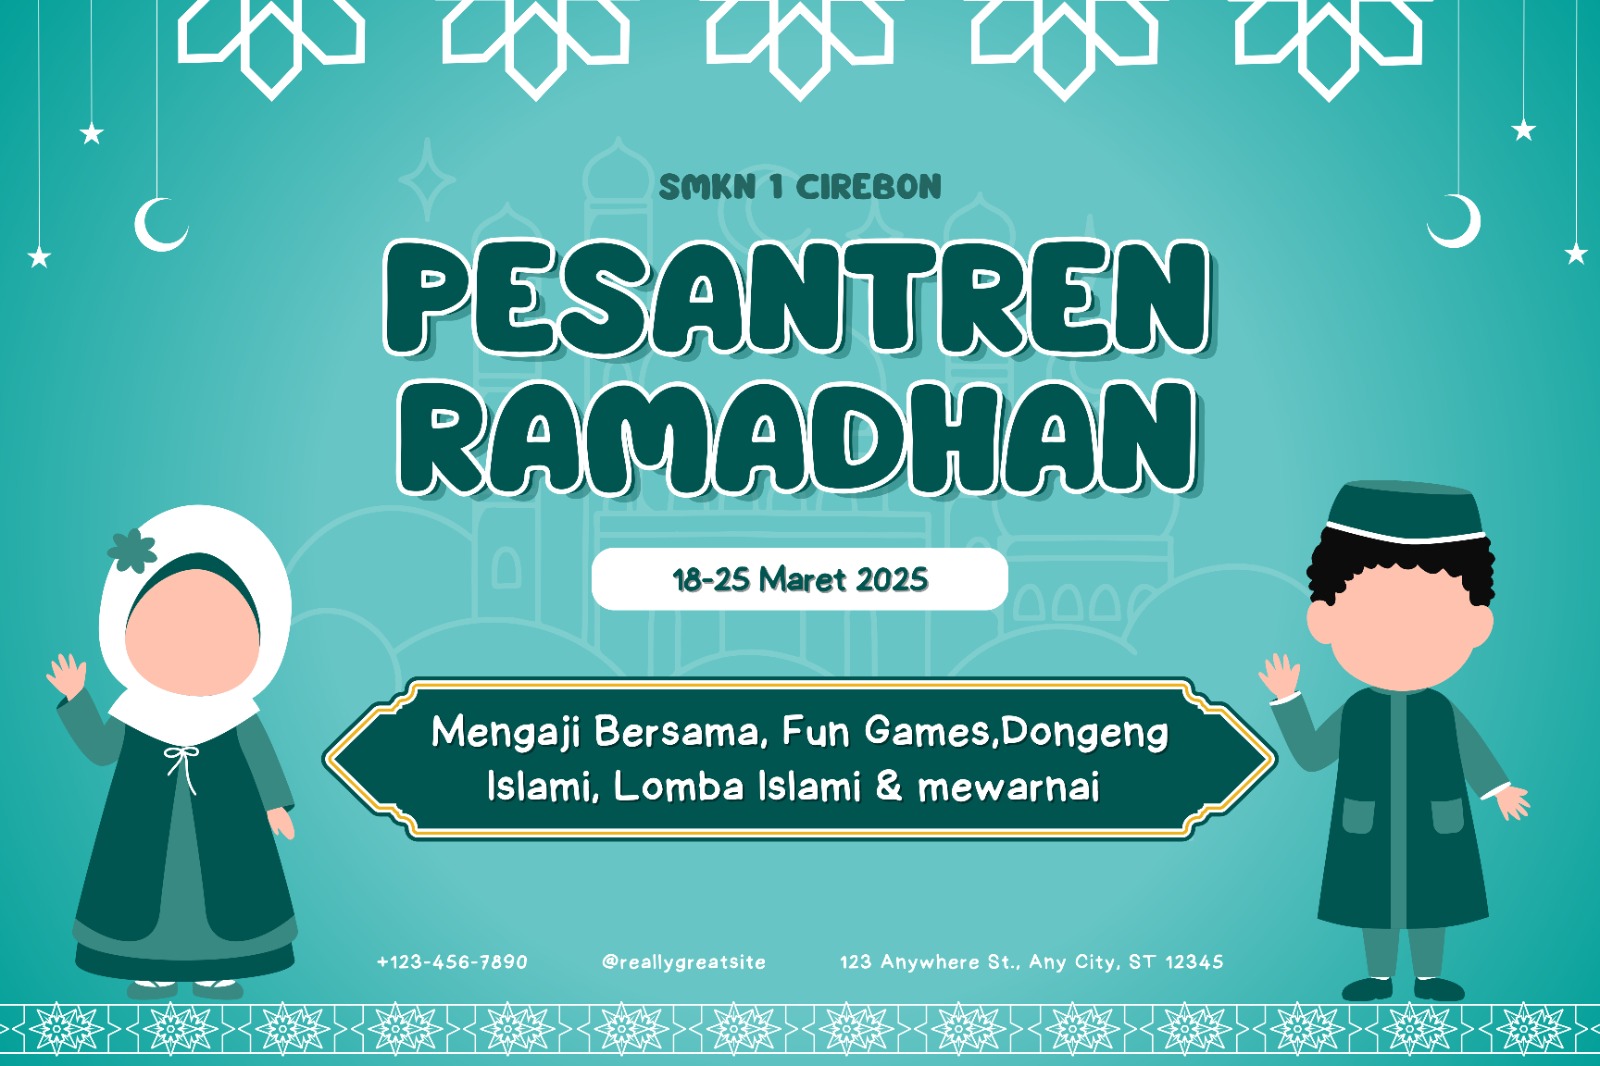 SMKN 1 CIREBON
PESANTREN
RAMADHAN
18-25 Maret 2025
Mengaji Bersama, Fun Games,Dongeng
Islami, Lomba Islami & mewarnai
+123-456-7890 @reallygreatsite 123 Anywhere St., Any City, ST 12345